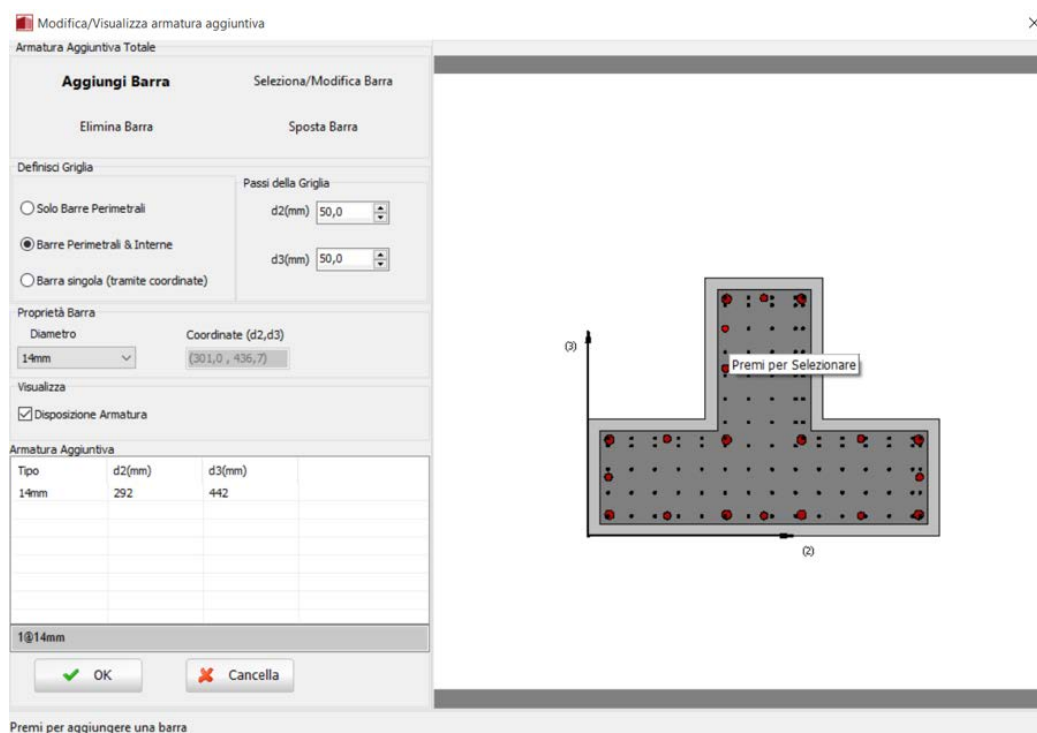 Modifica/Visualizza armatura aggiuntiva
Armatura Aggiuntiva Totale
Aggiungi Barra
Seleziona/Modifica Barra
Elimina Barra
Sposta Barra
Definisci Griglia
Solo Barre Perimetrali
Barre Perimetrali & Interne
Barra singola (tramite coordinate)
Passi della Griglia
d2(mm) 50,0
d3(mm) 50,0
Proprietà Barra
Diametro
Coordinate (d2,d3)
14mm
(301,0 , 436,7)
Visualizza
Disposizione Armatura
Armatura Aggiuntiva
Tipo d2(mm) d3(mm)
14mm 292 442
1@14mm
OK
Cancella
Premi per aggiungere una barra
(3)
Premi per Selezionare
(2)